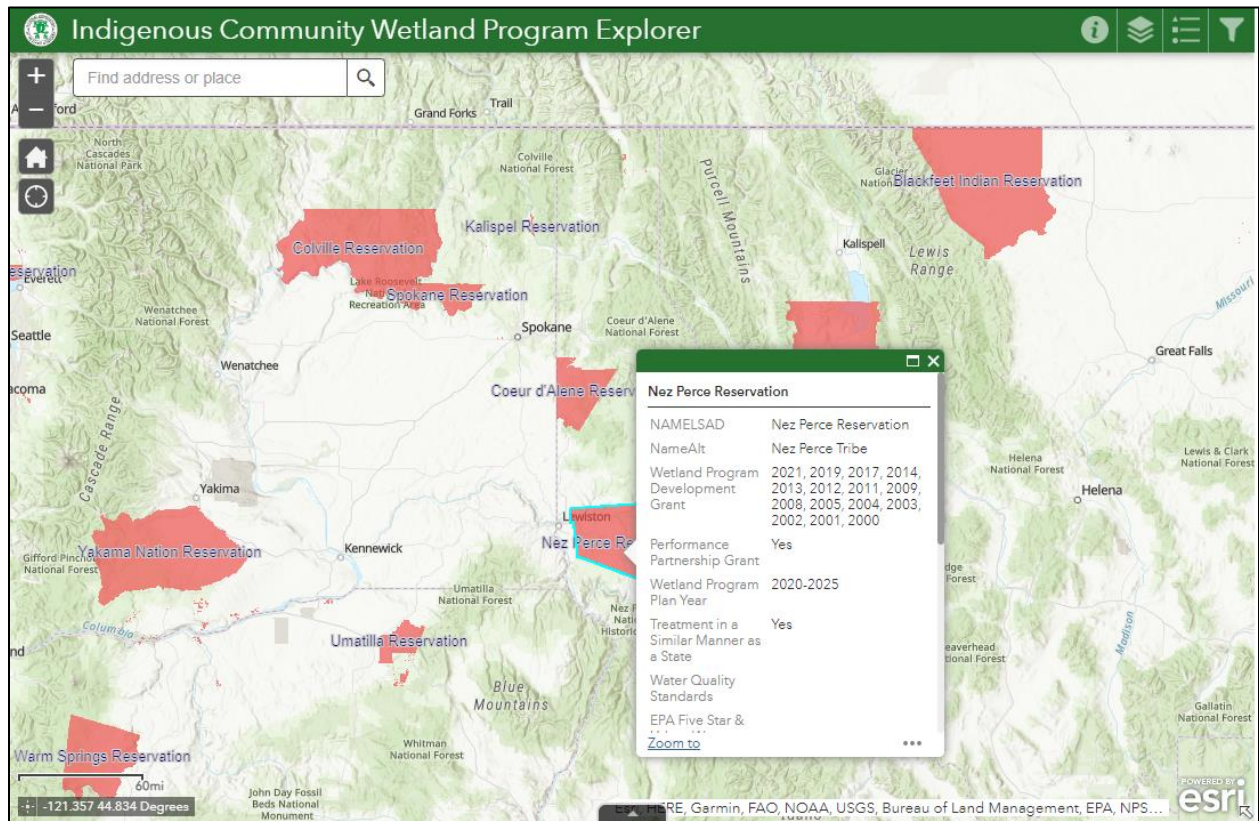 Indigenous Community Wetland Program Explorer
Find address or place
Grand Forks
Trail
North
Cascades
National Park
Colville
National Forest
Purcell Mountains
Blackfeet Indian Reservation
Kalispel Reservation
Colville Reservation
Kalispell
Lewis
Range
Everett
Spokane Reservation
Recreation Area
Missouri
Wenatchee
National Forest
Seattle
Spokane
Coeur d'Alene
National Forest
Great Falls
Wenatchee
Coeur d'Alene Reserv
Cascade Range
Nez Perce Reservation
NAMELSAD Nez Perce Reservation
NameAlt Nez Perce Tribe
Wetland Program 2021, 2019, 2017, 2014,
Development 2013, 2012, 2011, 2009,
Grant 2008, 2005, 2004, 2003,
2002, 2001, 2000
Performance Yes
Partnership Grant
Wetland Program 2020-2025
Plan Year
Treatment in a Yes
Similar Manner as
a State
Water Quality
Standards
EPA Five Star &
Zoom to
Helena
National Forest
Lewis & Clark
National Forest
Helena
Yakima
Lewiston
Nez Perce Re
Yakama Nation Reservation
Gifford Pinchot
National Forest
Kennewick
Umatilla
National Forest
Columbia
Umatilla Reservation
Madison
Blue
Mountains
Gallatin
National Forest
Warm Springs Reservation
Whitman
National Forest
60mi
John Day Fossil
Beds National
Monument
-121.357 44.834 Degrees
Esri, HERE, Garmin, FAO, NOAA, USGS, Bureau of Land Management, EPA, NPS...
POWERED BY
esri